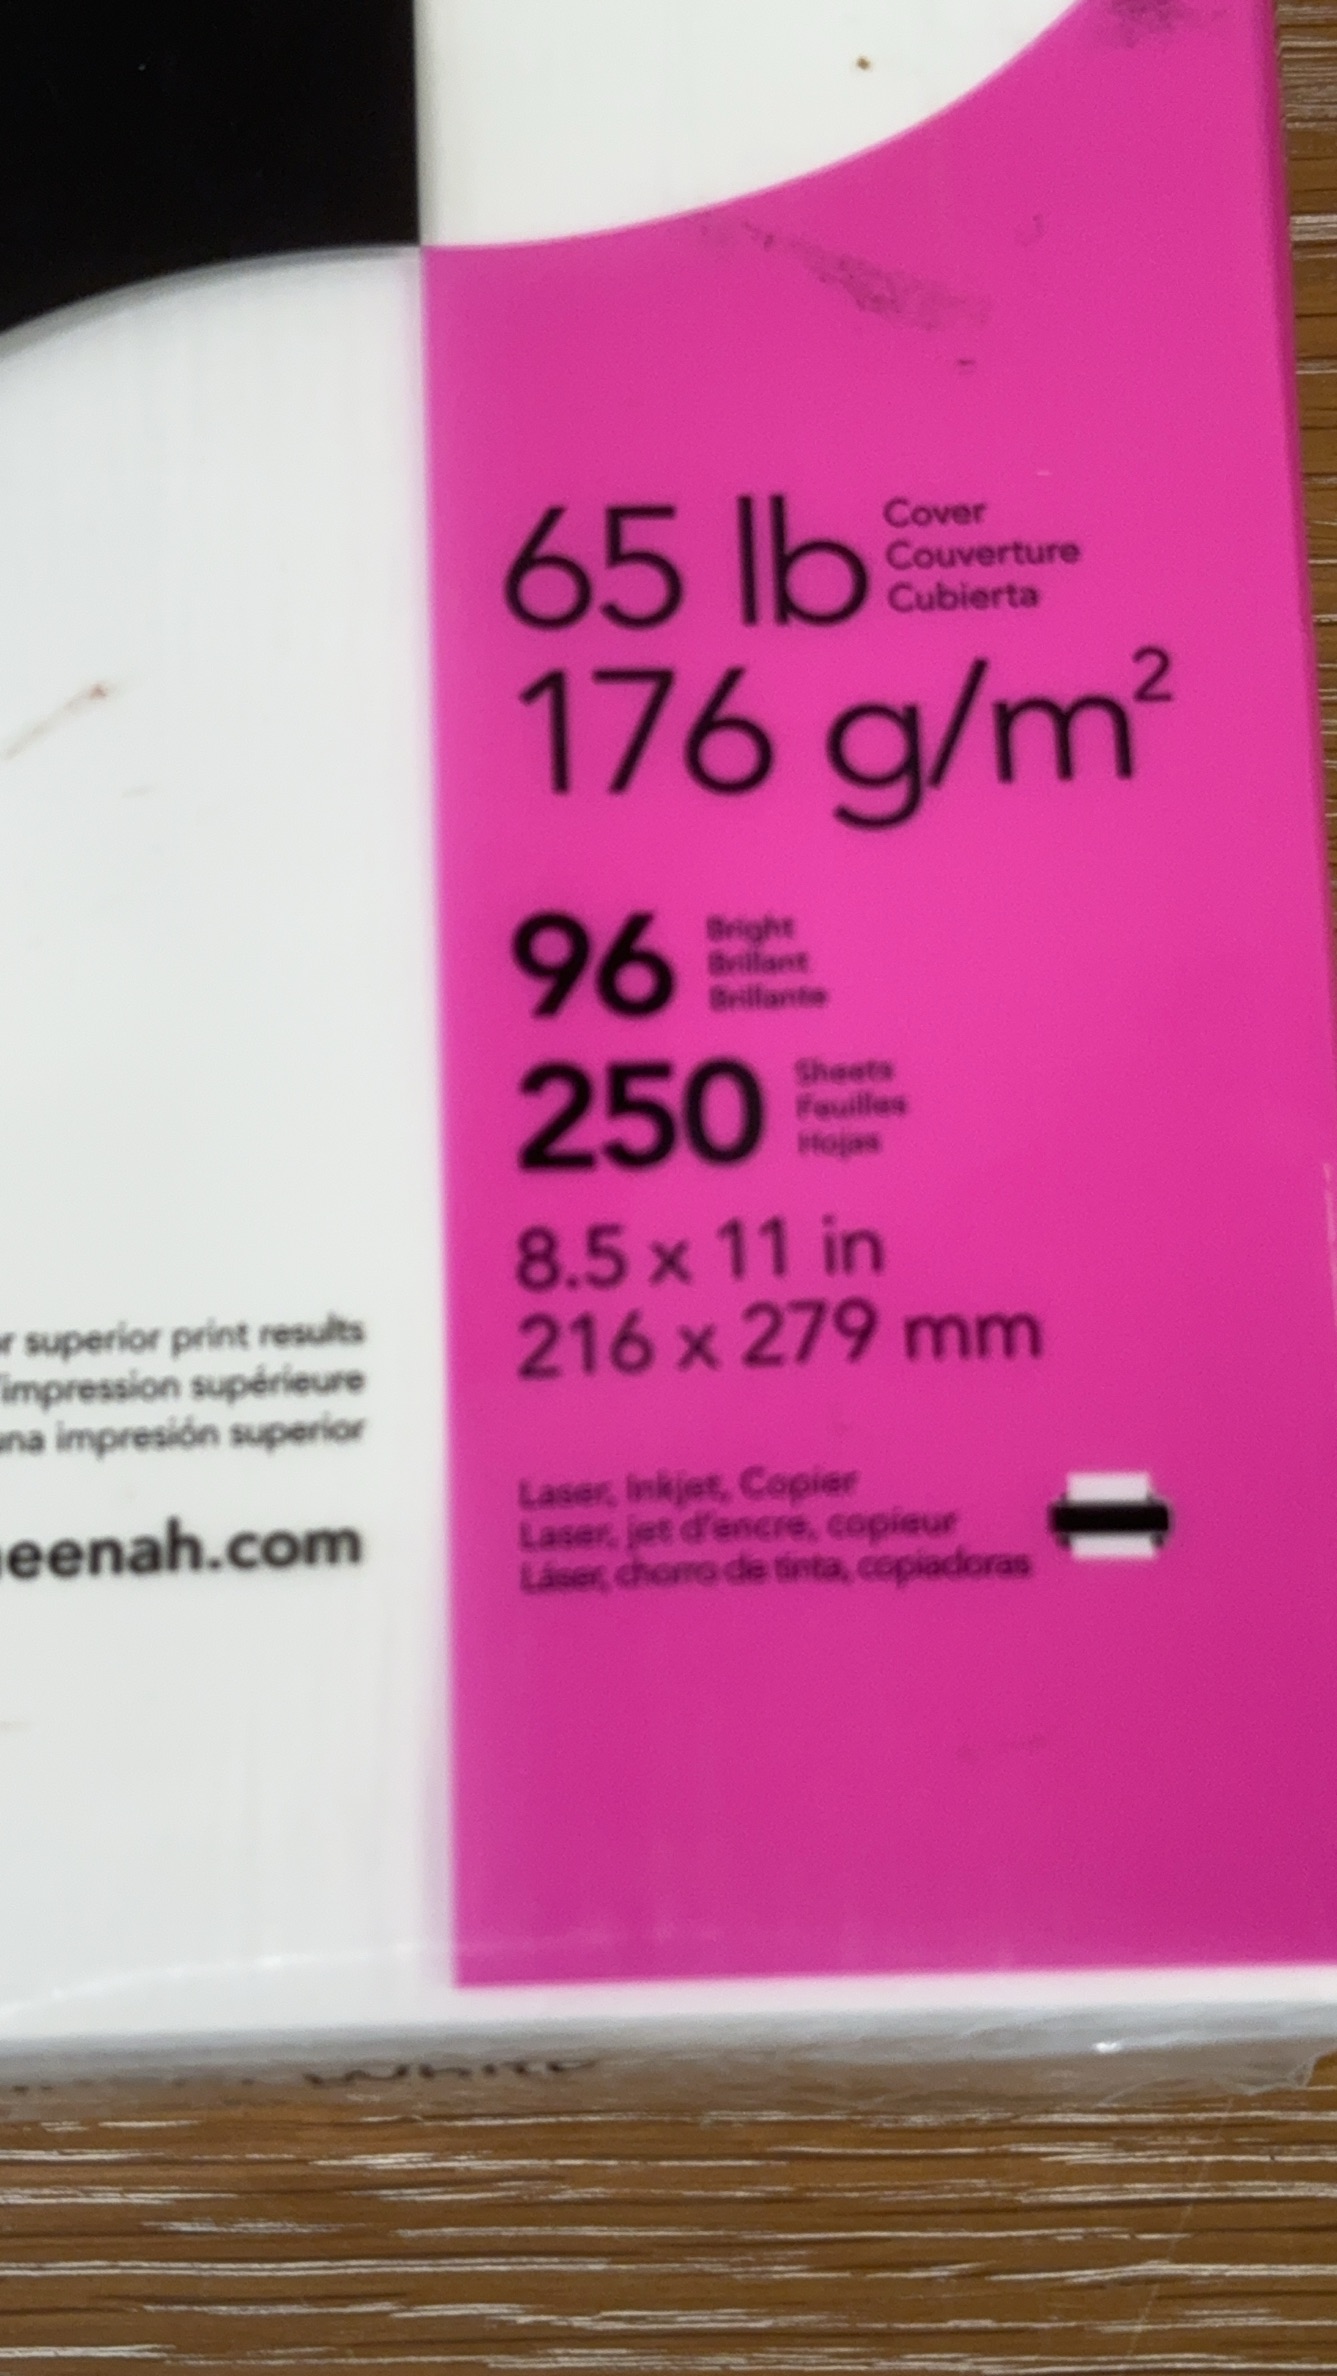 65 lb Cover
Couverture
Cubierta
176 g/m²
96 Bright
Brillant
Brillante
250 Sheets
Feuilles
Hojas
8.5 x 11 in
216 x 279 mm
r superior print results
'impression supérieure
una impresión superior
eenah.com
Laser, Inkjet, Copier
Laser, jet d'encre, copieur
Láser, chorro de tinta, copiadoras
White